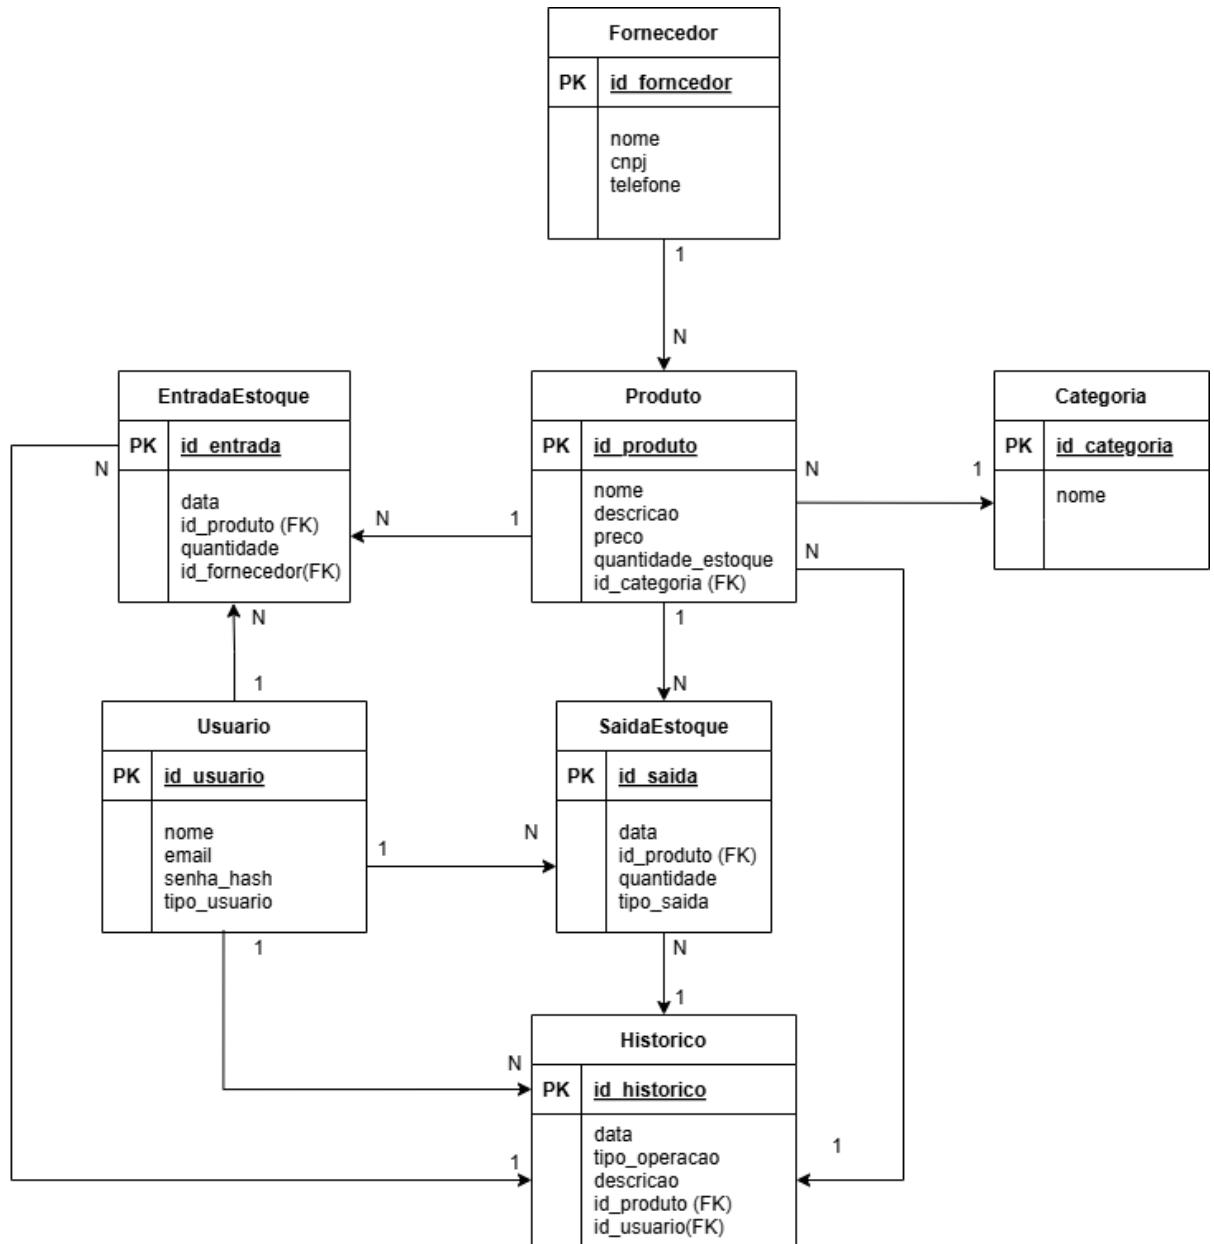 Fornecedor
PK id_forncedor
nome
cnpj
telefone
1
N
EntradaEstoque
PK id_entrada
data
id_produto (FK)
quantidade
id_fornecedor(FK)
N
N
1
Produto
PK id_produto
nome
descricao
preco
quantidade_estoque
id_categoria (FK)
N
1
N
Categoria
PK id_categoria
nome
N
1
1
N
Usuario
PK id_usuario
nome
email
senha_hash
tipo_usuario
1
N
SaidaEstoque
PK id_saida
data
id_produto (FK)
quantidade
tipo_saida
1
N
1
N
Historico
PK id_historico
data
tipo_operacao
descricao
id_produto (FK)
id_usuario(FK)
1
1